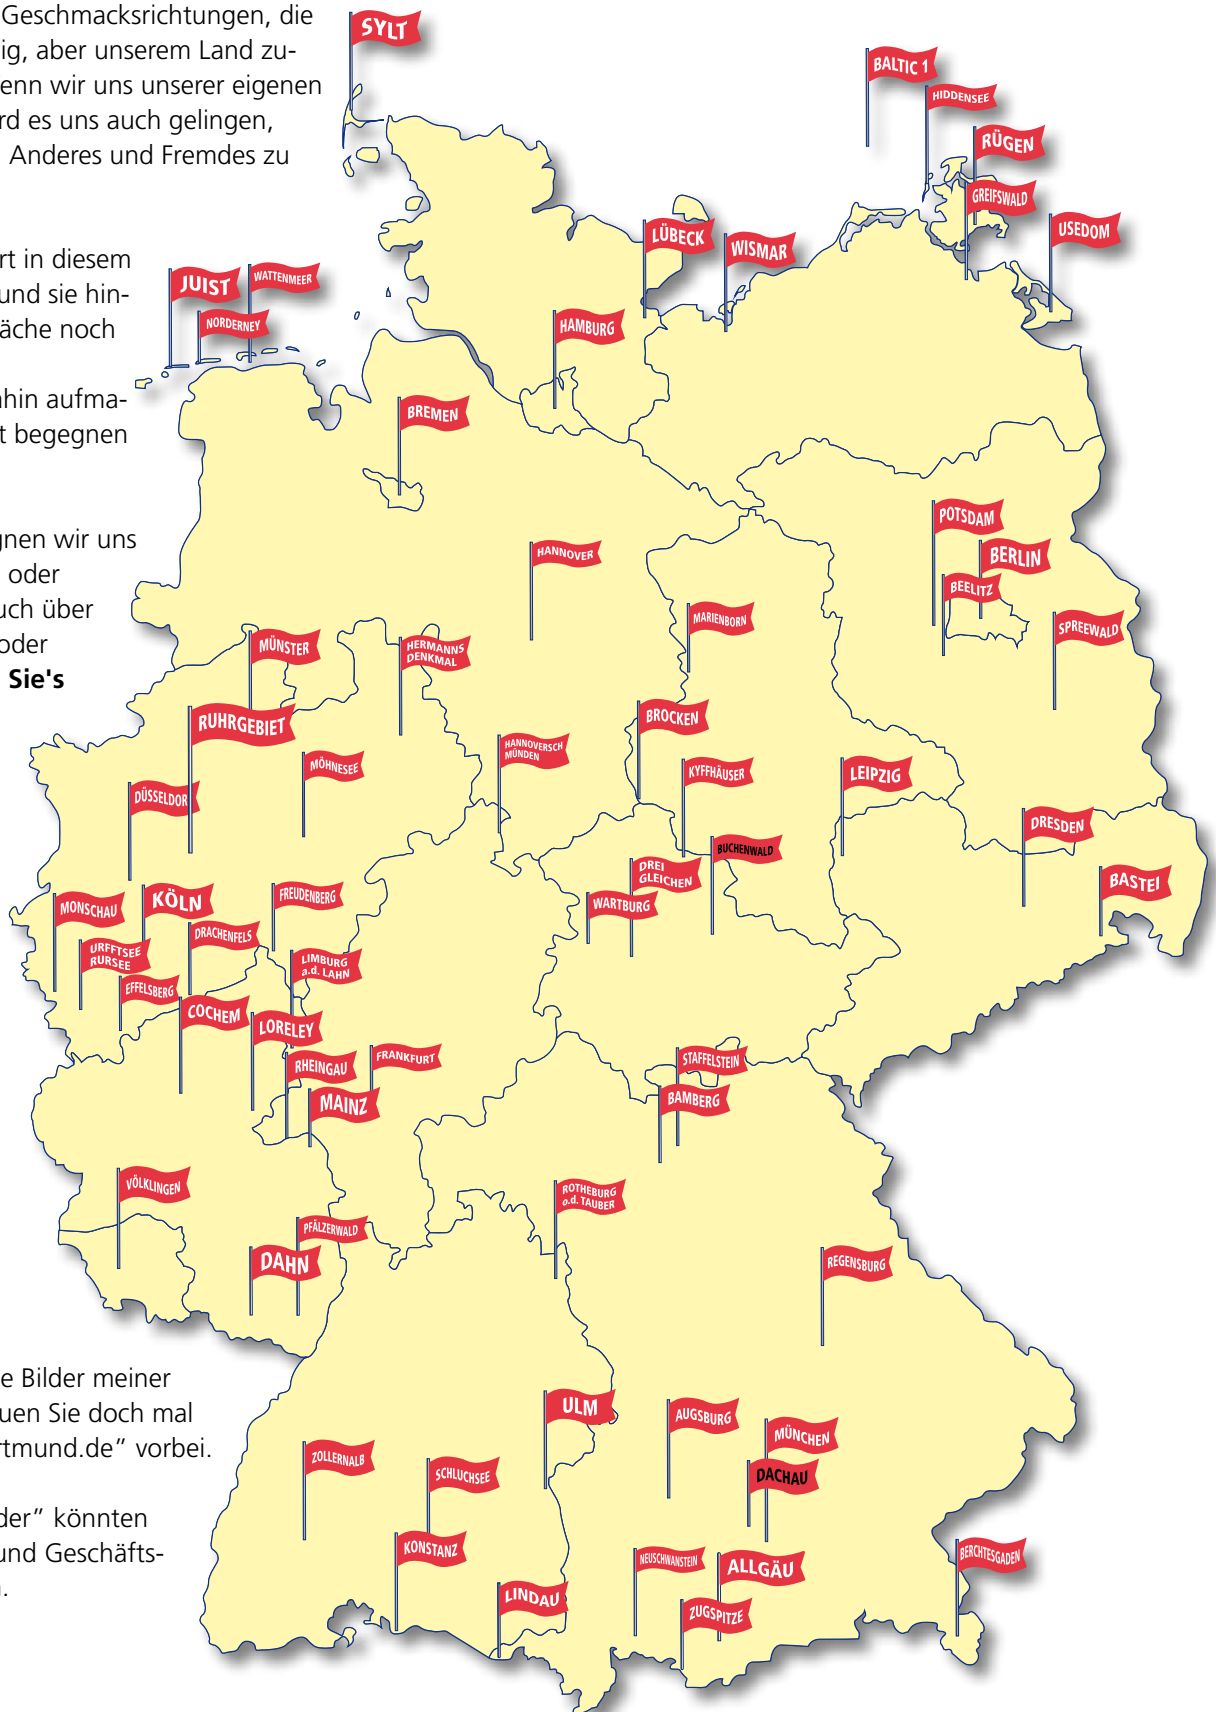 Geschmacksrichtungen, die
ig, aber unserem Land zu-
enn wir uns unserer eigenen
rd es uns auch gelingen,
Anderes und Fremdes zu
rt in diesem
und sie hin-
äche noch
hin aufma-
t begegnen
gnen wir uns
oder
uch über
oder
Sie's
e Bilder meiner
uen Sie doch mal
rtmund.de” vorbei.
der” könnten
und Geschäfts-
.
SYLT
BALTIC 1
HIDDENSEE
RÜGEN
GREIFSWALD
USEDOM
LÜBECK
WISMAR
JUIST
WATTENMEER
NORDERNEY
HAMBURG
BREMEN
POTSDAM
HANNOVER
BERLIN
BEELITZ
MARIENBORN
SPREEWALD
MÜNSTER
HERMANNS
DENKMAL
RUHRGEBIET
BROCKEN
HANNOVERSCH
MÜNDEN
MÖHNESEE
KYFFHÄUSER
LEIPZIG
DÜSSELDOR
DRESDEN
BUCHENWALD
DREI
GLEICHEN
BASTEI
MONSCHAU
KÖLN
FREUDENBERG
WARTBURG
DRACHENFELS
URFFTSEE
RURSEE
LIMBURG
a.d. LAHN
EFFELSBERG
COCHEM
LORELEY
FRANKFURT
STAFFELSTEIN
RHEINGAU
MAINZ
BAMBERG
VÖLKLINGEN
ROTHEBURG
o.d. TAUBER
PFÄLZERWALD
DAHN
REGENSBURG
ULM
AUGSBURG
MÜNCHEN
ZOLLERNALB
SCHLUCHSEE
DACHAU
KONSTANZ
NEUSCHWANSTEIN
ALLGÄU
BERCHTESGADEN
LINDAU
ZUGSPITZE